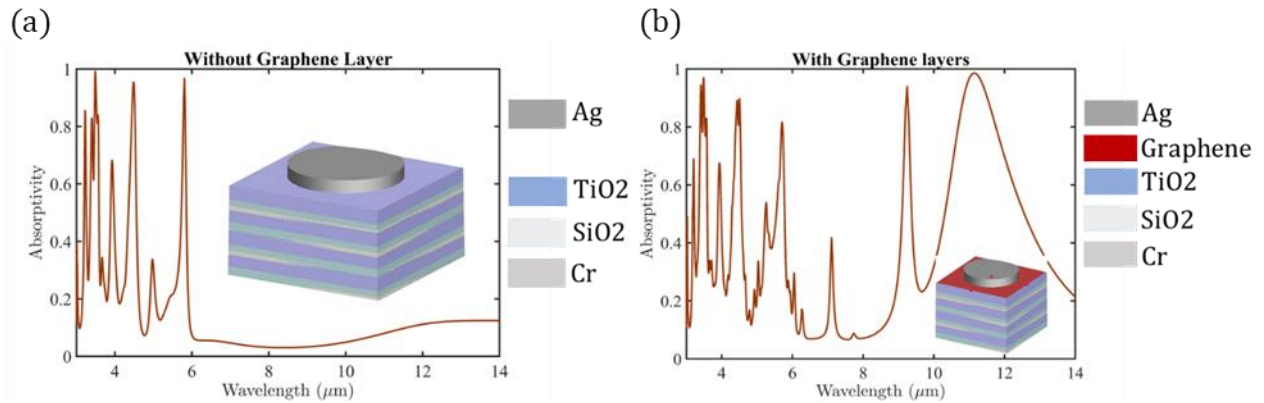 (a)
Without Graphene Layer
1
0.8
0.6
0.4
0.2
0
Absorptivity
4
6
8
10
12
14
Wavelength (μm)
Ag
TiO2
SiO2
Cr
(b)
With Graphene layers
1
0.8
0.6
0.4
0.2
0
Absorptivity
4
6
8
10
12
14
Wavelength (μm)
Ag
Graphene
TiO2
SiO2
Cr